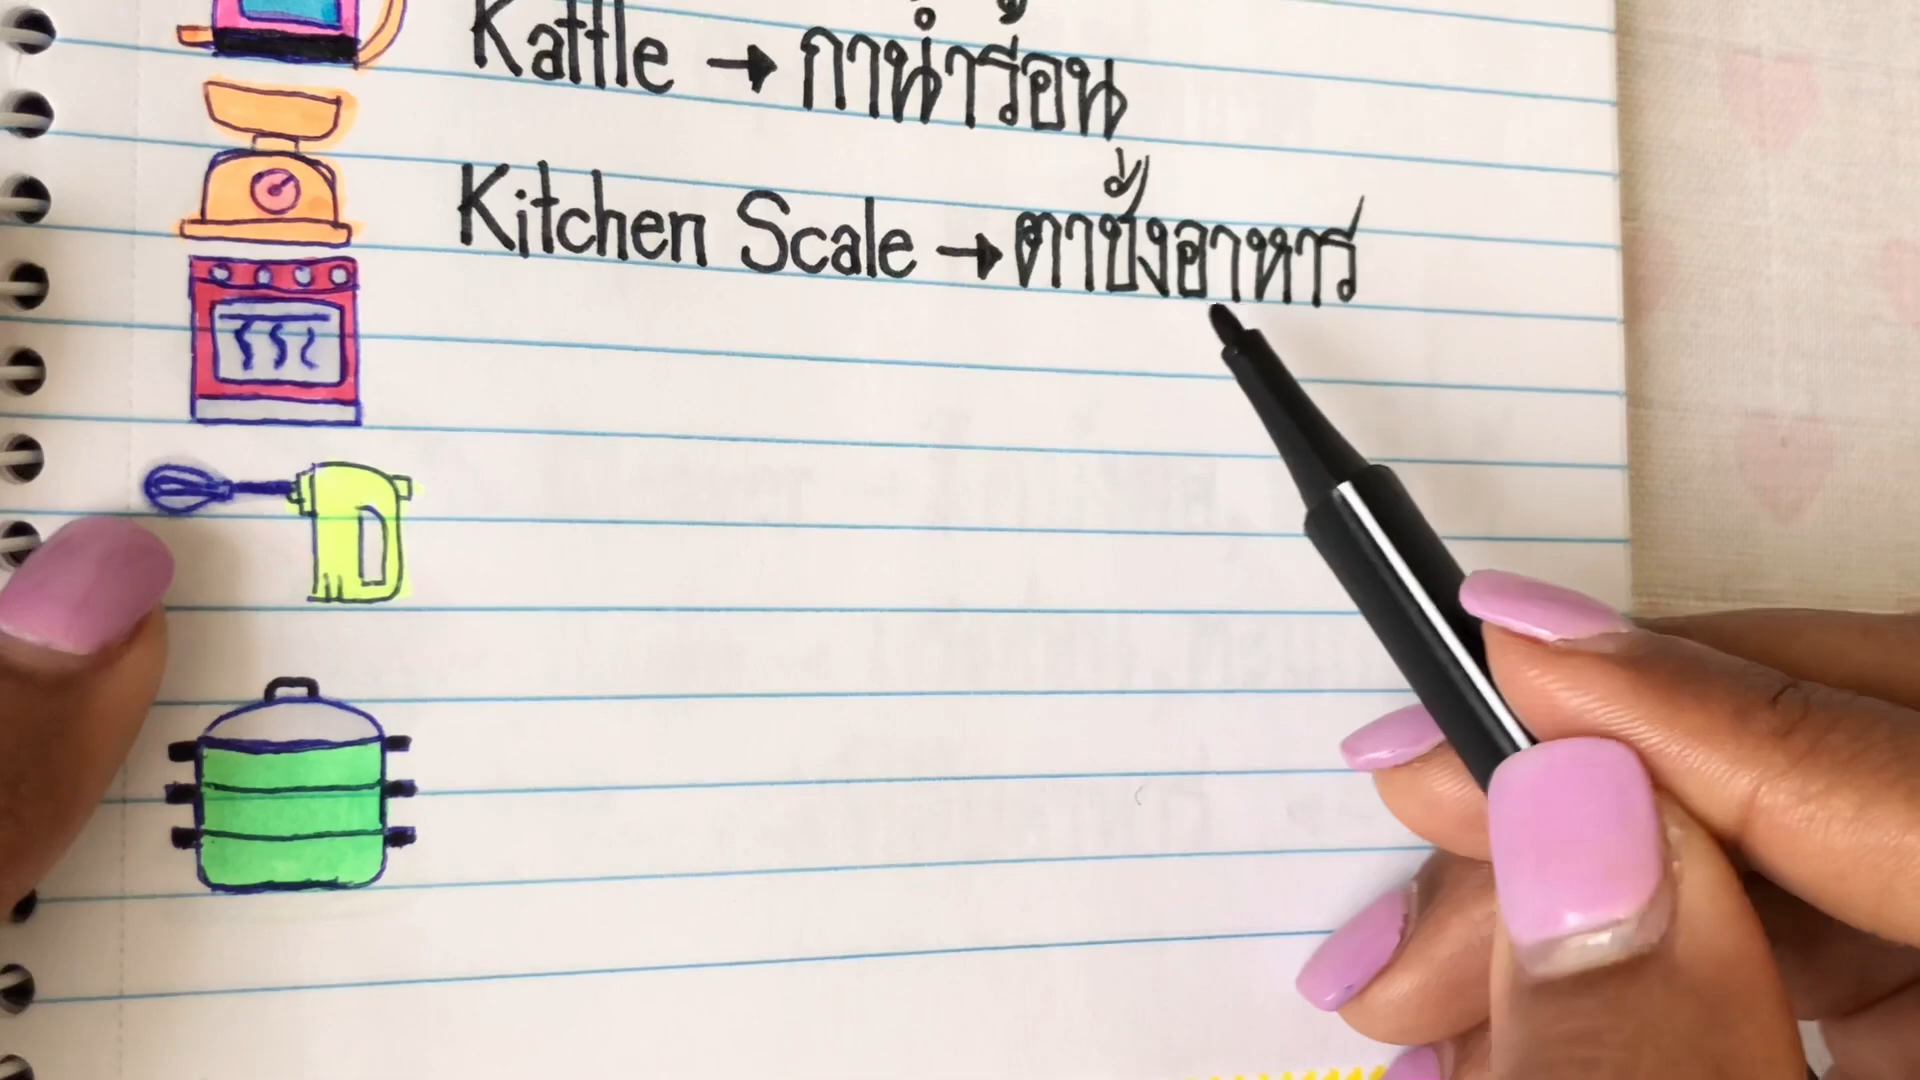 Kattle → กาน้ำร้อน
Kitchen Scale → ตาชั่งอาหาร